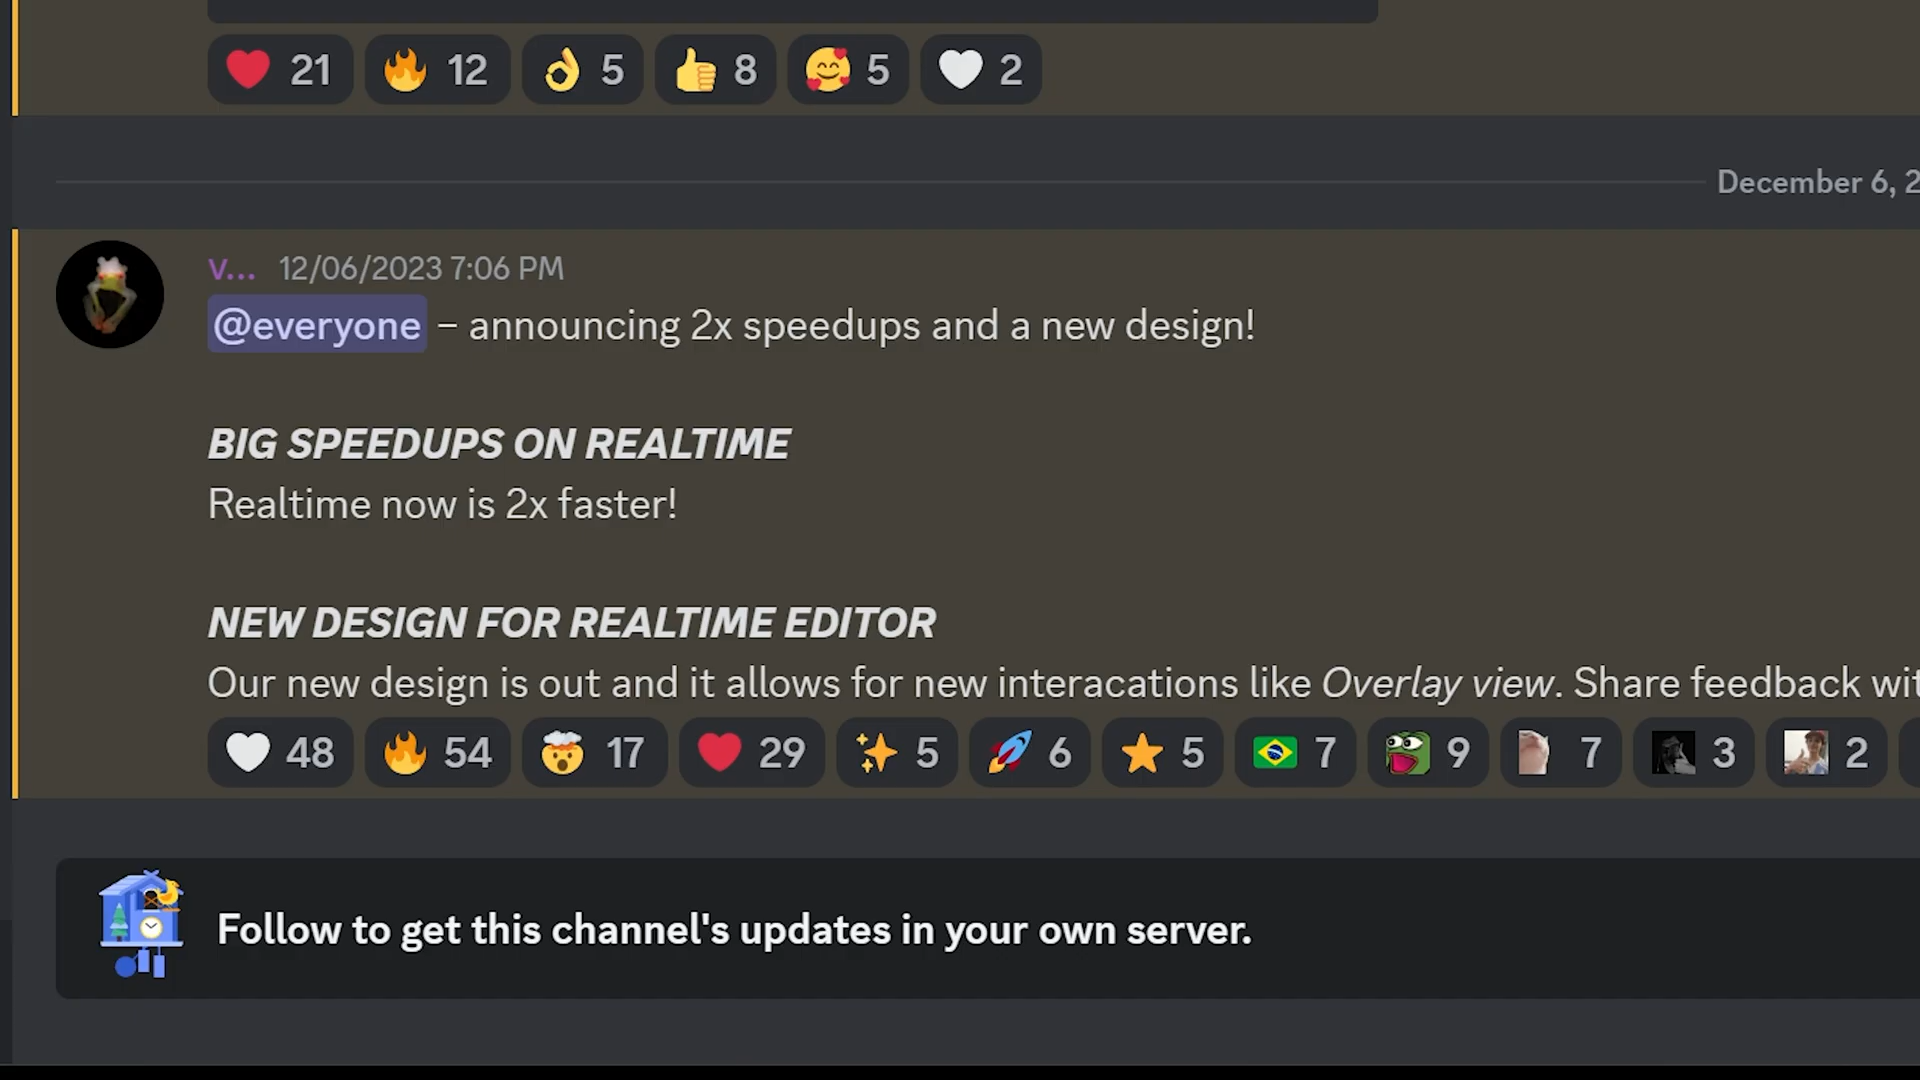 21 12 5 8 5 2
December 6, 2
v... 12/06/2023 7:06 PM
@everyone – announcing 2x speedups and a new design!
BIG SPEEDUPS ON REALTIME
Realtime now is 2x faster!
NEW DESIGN FOR REALTIME EDITOR
Our new design is out and it allows for new interacations like Overlay view. Share feedback wit
48 54 17 29 5 6 5 7 9 7 3 2
Follow to get this channel's updates in your own server.